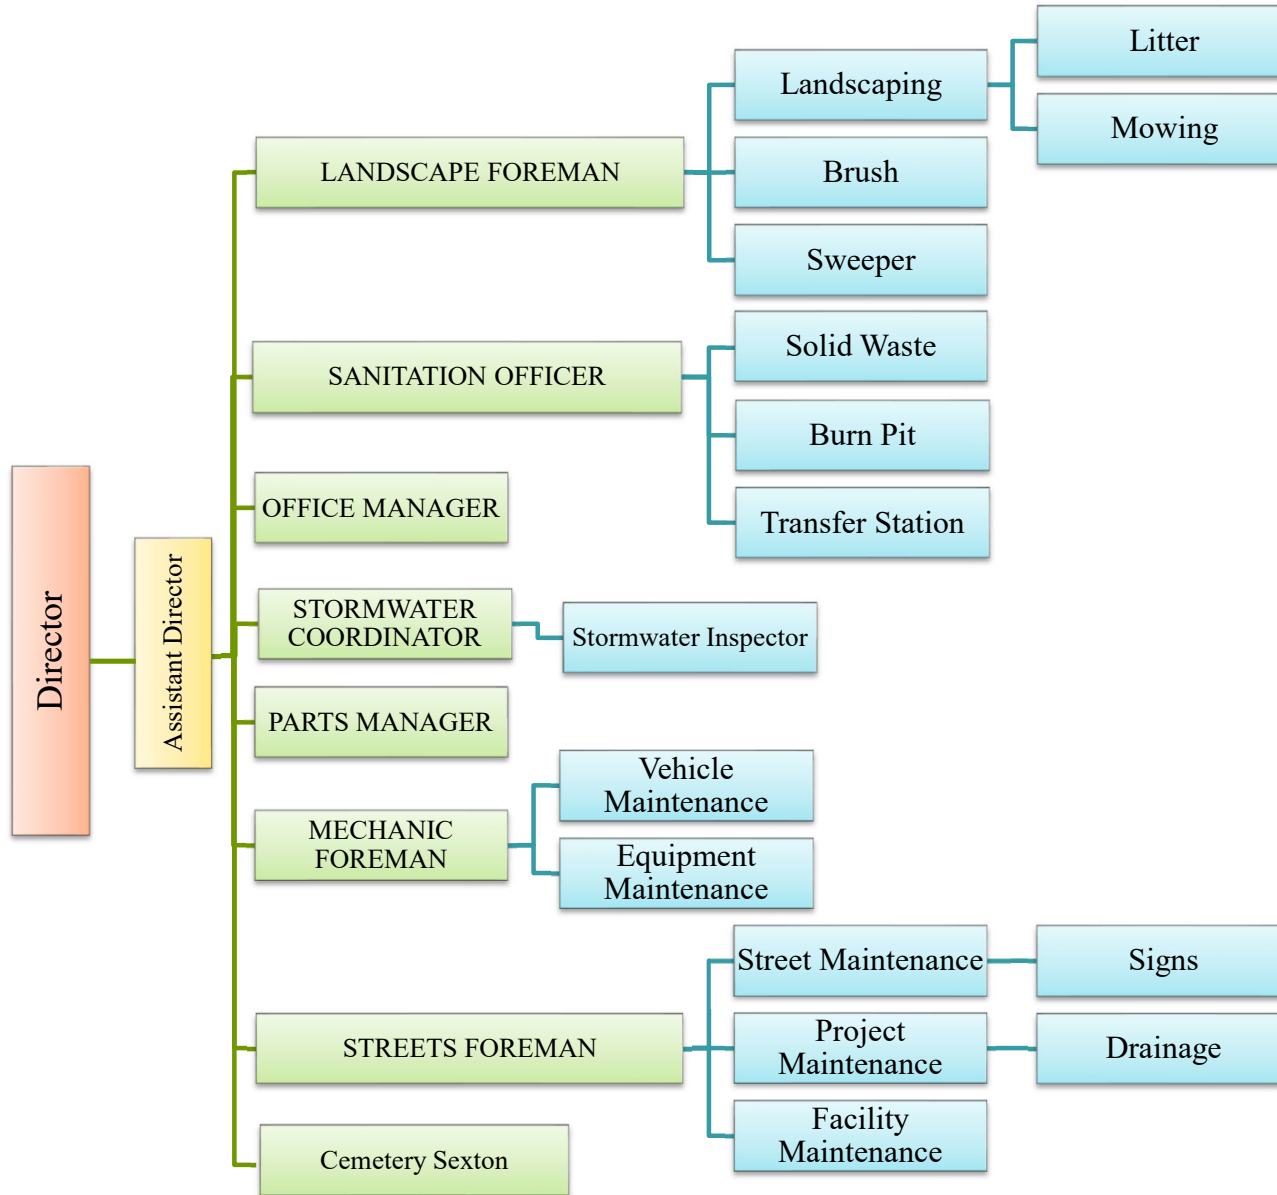 Director
Assistant Director
LANDSCAPE FOREMAN
Landscaping
Litter
Mowing
Brush
Sweeper
SANITATION OFFICER
Solid Waste
Burn Pit
Transfer Station
OFFICE MANAGER
STORMWATER
COORDINATOR
Stormwater Inspector
PARTS MANAGER
MECHANIC
FOREMAN
Vehicle
Maintenance
Equipment
Maintenance
STREETS FOREMAN
Street Maintenance
Signs
Project
Maintenance
Drainage
Facility
Maintenance
Cemetery Sexton